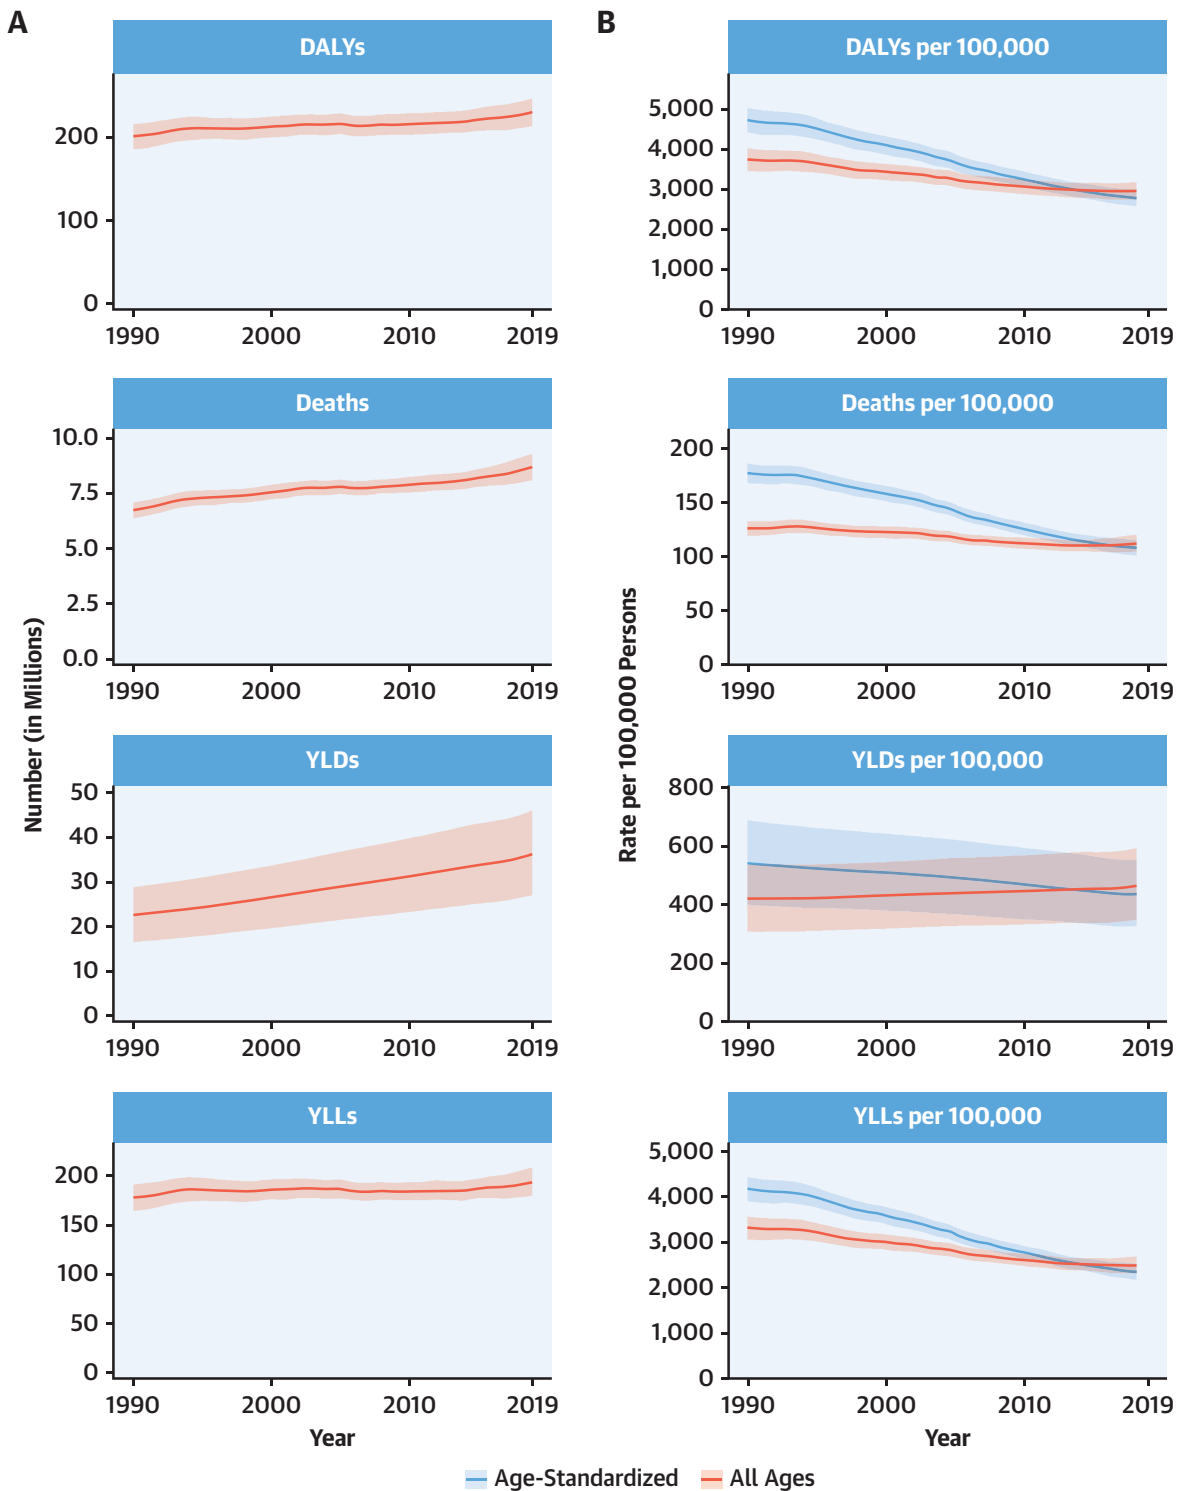 A
DALYs
200
100
0
1990 2000 2010 2019
Deaths
10.0
7.5
5.0
2.5
0.0
1990 2000 2010 2019
YLDs
50
40
30
20
10
0
1990 2000 2010 2019
YLLs
200
150
100
50
0
1990 2000 2010 2019
Year
Number (in Millions)
B
DALYs per 100,000
5,000
4,000
3,000
2,000
1,000
0
1990 2000 2010 2019
Deaths per 100,000
200
150
100
50
0
1990 2000 2010 2019
YLDs per 100,000
800
600
400
200
0
1990 2000 2010 2019
YLLs per 100,000
5,000
4,000
3,000
2,000
1,000
0
1990 2000 2010 2019
Year
Rate per 100,000 Persons
Age-Standardized All Ages